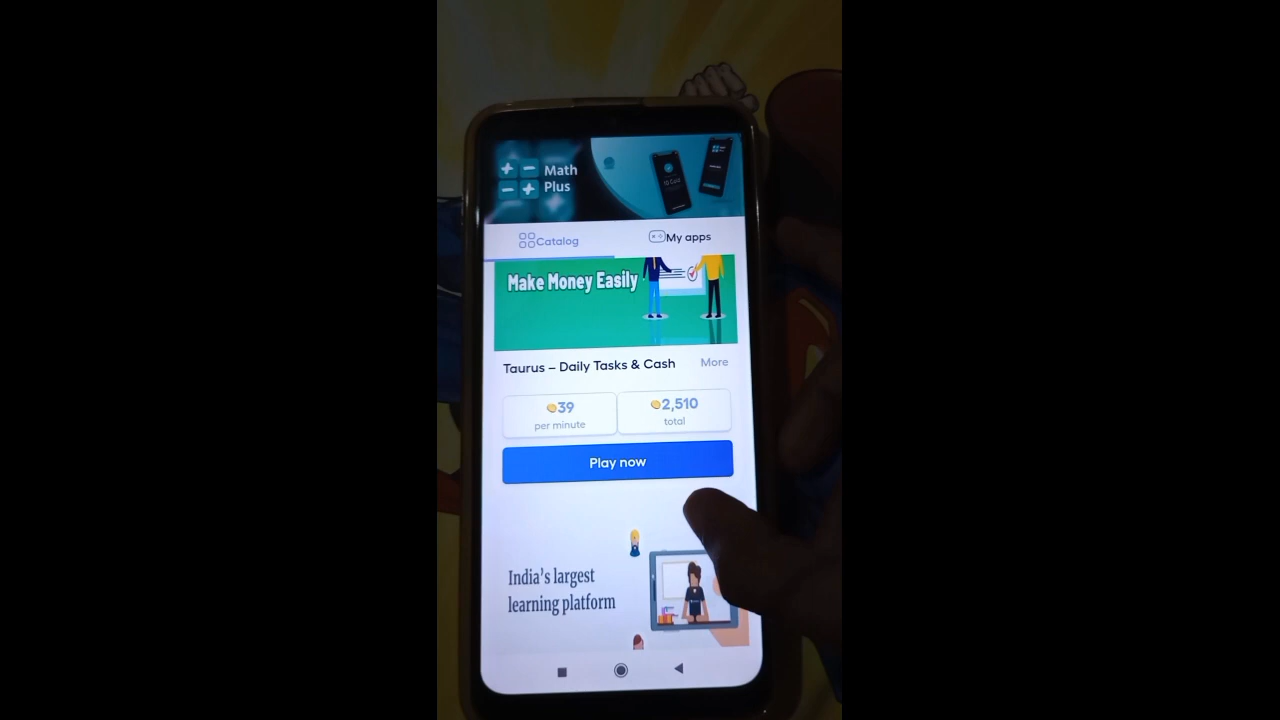 Math
Plus
Catalog
My apps
Make Money Easily
Taurus – Daily Tasks & Cash
More
39
per minute
2,510
total
Play now
India's largest
learning platform